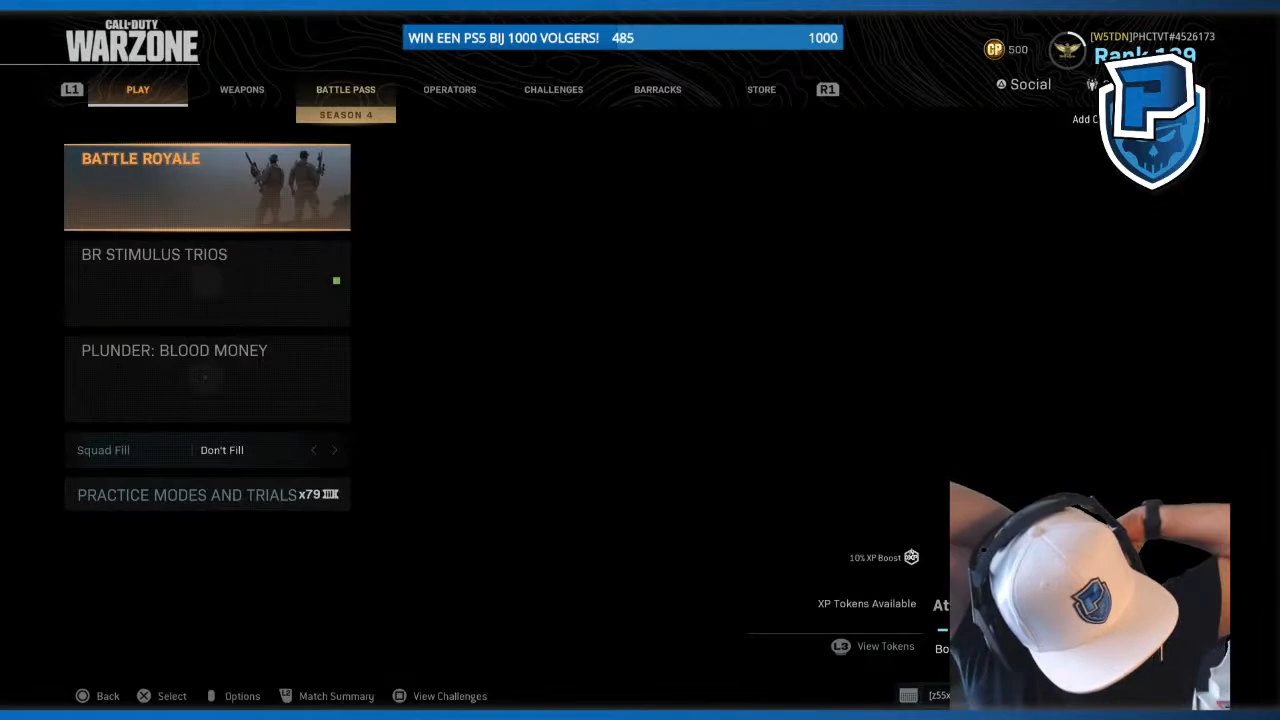 CALL OF DUTY
WARZONE
WIN EEN PS5 BIJ 1000 VOLGERS! 485 1000
CP 500
[W5TDN]PHCTVT#4526173
L1 PLAY WEAPONS BATTLE PASS OPERATORS CHALLENGES BARRACKS STORE R1
Social
SEASON 4
BATTLE ROYALE
BR STIMULUS TRIOS
PLUNDER: BLOOD MONEY
Squad Fill Don't Fill
PRACTICE MODES AND TRIALS x79
10% XP Boost
XP Tokens Available
L3 View Tokens
Back Select Options Match Summary View Challenges